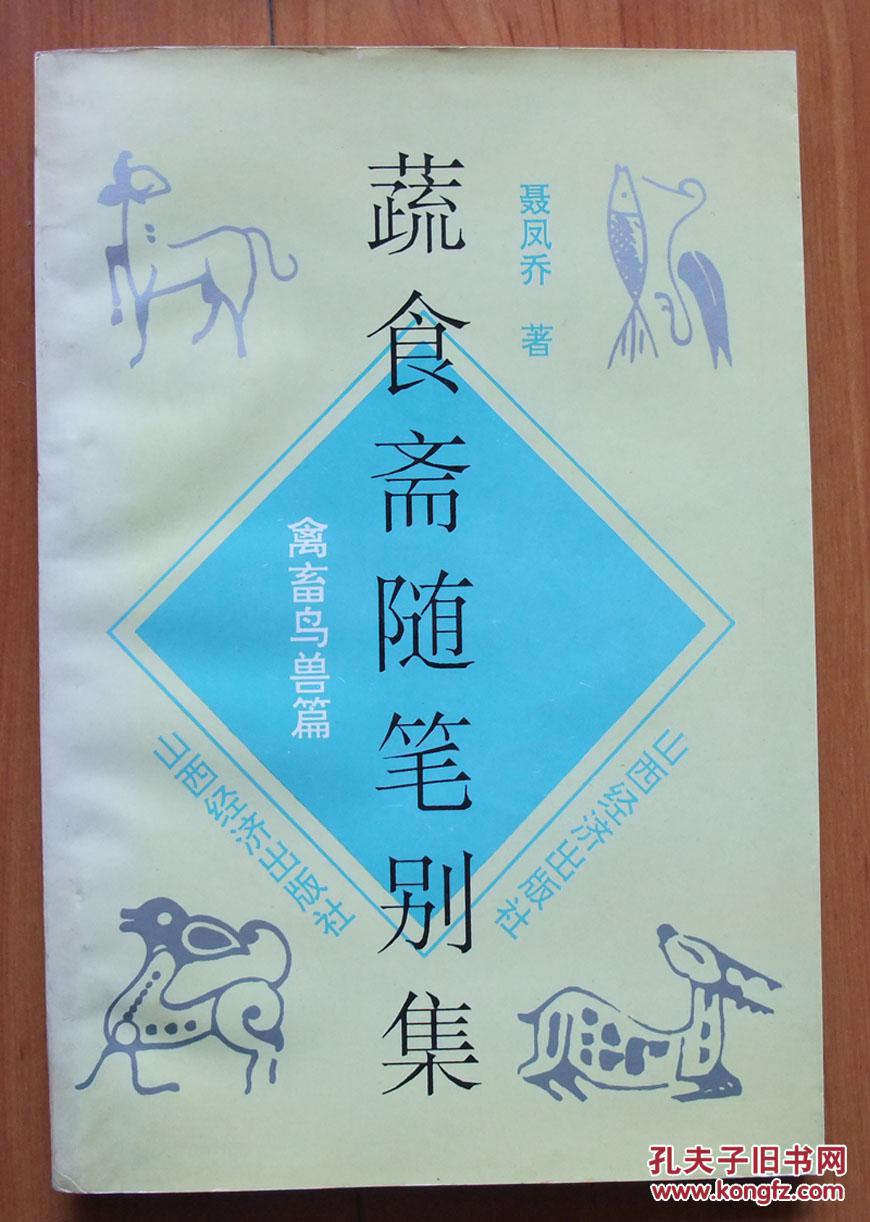 蔬食斋随笔别集
聂凤乔 著
禽畜鸟兽篇
山西经济出版社
山西经济出版社
孔夫子旧书网
www.kongfz.com